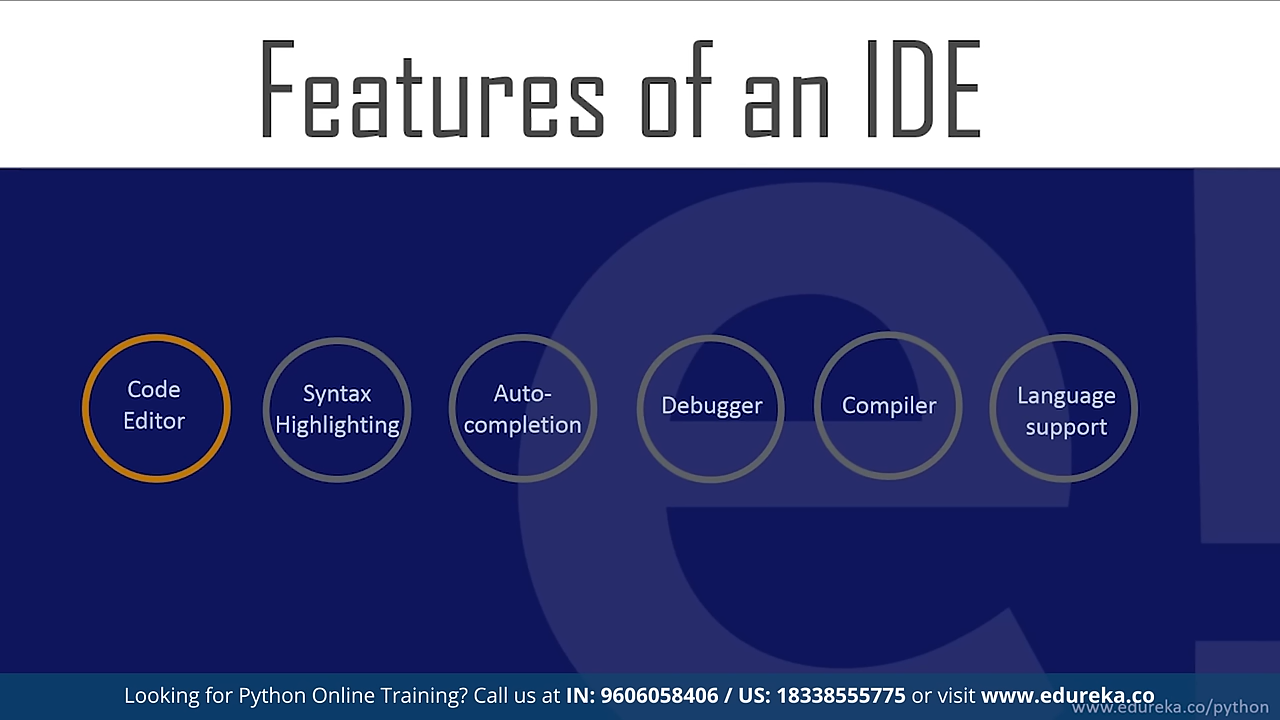 Features of an IDE
Code
Editor
Syntax
Highlighting
Auto-
completion
Debugger
Compiler
Language
support
Looking for Python Online Training? Call us at IN: 9606058406 / US: 18338555775 or visit www.edureka.co
www.edureka.co/python